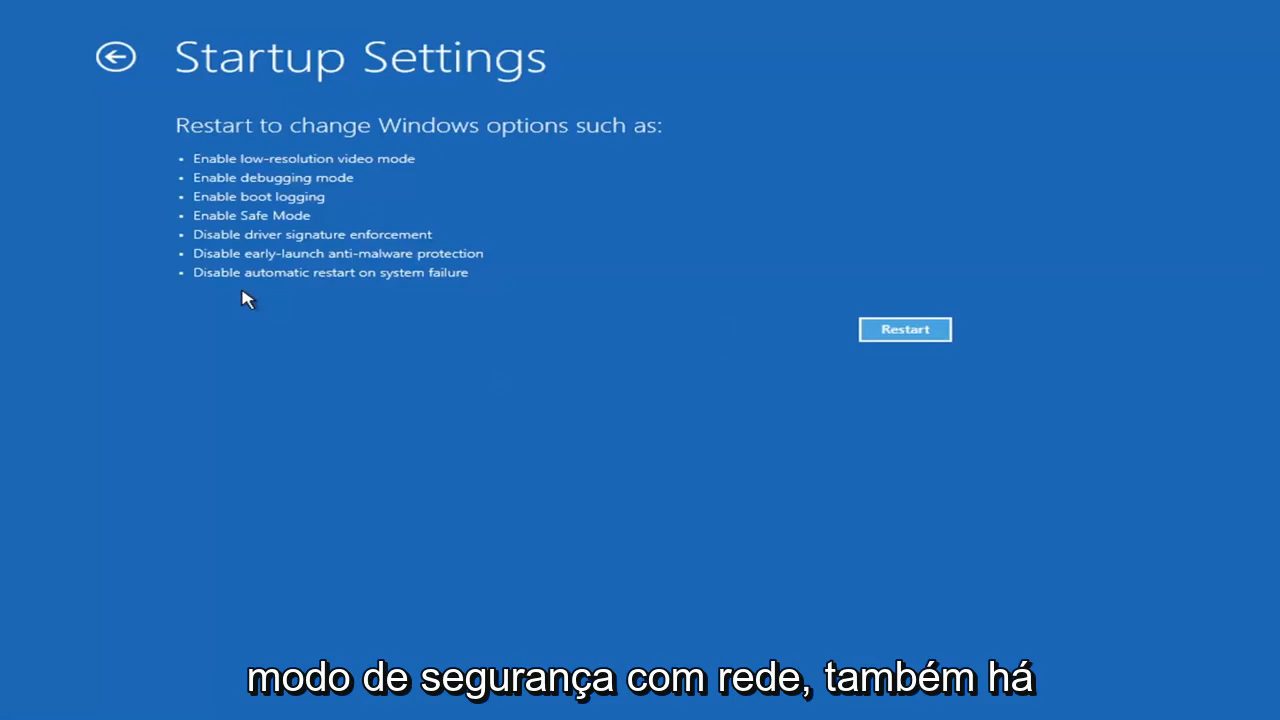 Startup Settings
Restart to change Windows options such as:
• Enable low-resolution video mode
• Enable debugging mode
• Enable boot logging
• Enable Safe Mode
• Disable driver signature enforcement
• Disable early-launch anti-malware protection
• Disable automatic restart on system failure
Restart
modo de segurança com rede, também há